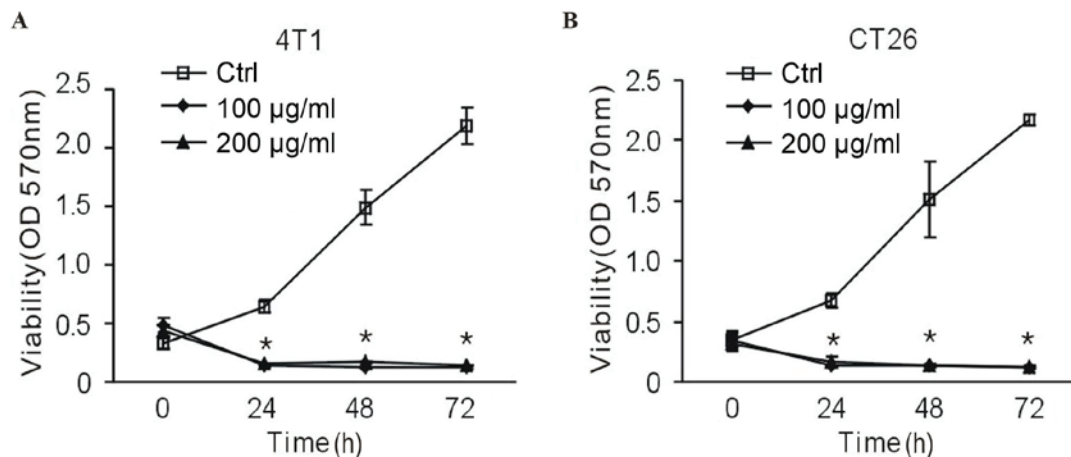 A
4T1
Ctrl
100 µg/ml
200 µg/ml
Viability(OD 570nm)
2.5
2.0
1.5
1.0
0.5
0
* * *
0 24 48 72
Time(h)
B
CT26
Ctrl
100 µg/ml
200 µg/ml
Viability(OD 570nm)
2.5
2.0
1.5
1.0
0.5
0
* * *
0 24 48 72
Time(h)